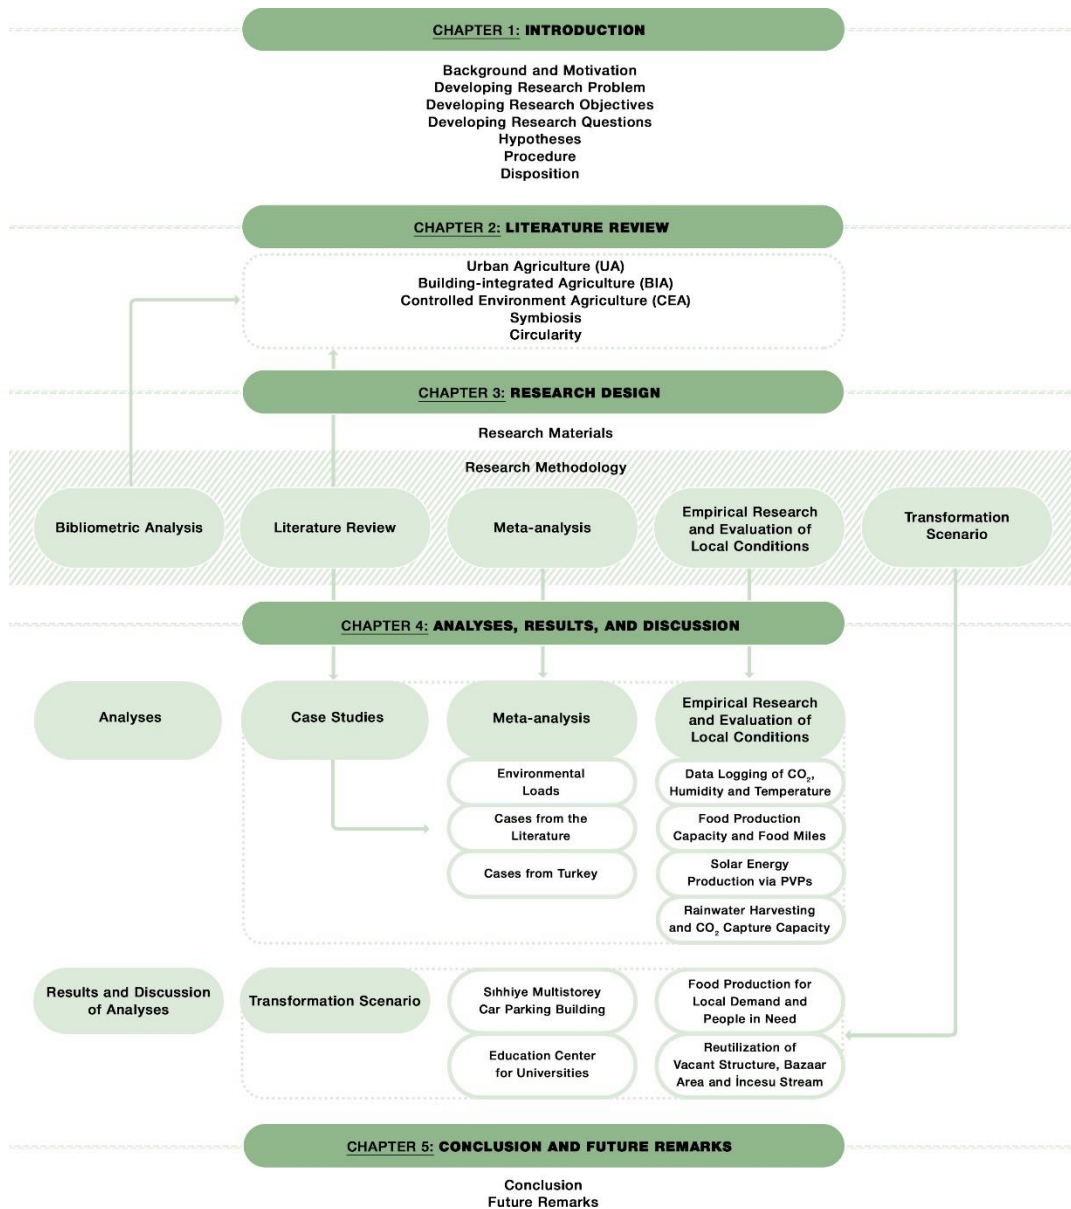 CHAPTER 1: INTRODUCTION
Background and Motivation
Developing Research Problem
Developing Research Objectives
Developing Research Questions
Hypotheses
Procedure
Disposition
CHAPTER 2: LITERATURE REVIEW
Urban Agriculture (UA)
Building-integrated Agriculture (BIA)
Controlled Environment Agriculture (CEA)
Symbiosis
Circularity
CHAPTER 3: RESEARCH DESIGN
Research Materials
Research Methodology
Bibliometric Analysis
Literature Review
Meta-analysis
Empirical Research
and Evaluation of
Local Conditions
Transformation
Scenario
CHAPTER 4: ANALYSES, RESULTS, AND DISCUSSION
Analyses
Case Studies
Meta-analysis
Environmental
Loads
Cases from the
Literature
Cases from Turkey
Empirical Research
and Evaluation of
Local Conditions
Data Logging of CO₂,
Humidity and Temperature
Food Production
Capacity and Food Miles
Solar Energy
Production via PVPs
Rainwater Harvesting
and CO₂ Capture Capacity
Results and Discussion
of Analyses
Transformation Scenario
Sıhhiye Multistorey
Car Parking Building
Education Center
for Universities
Food Production for
Local Demand and
People in Need
Reutilization of
Vacant Structure, Bazaar
Area and İncesu Stream
CHAPTER 5: CONCLUSION AND FUTURE REMARKS
Conclusion
Future Remarks